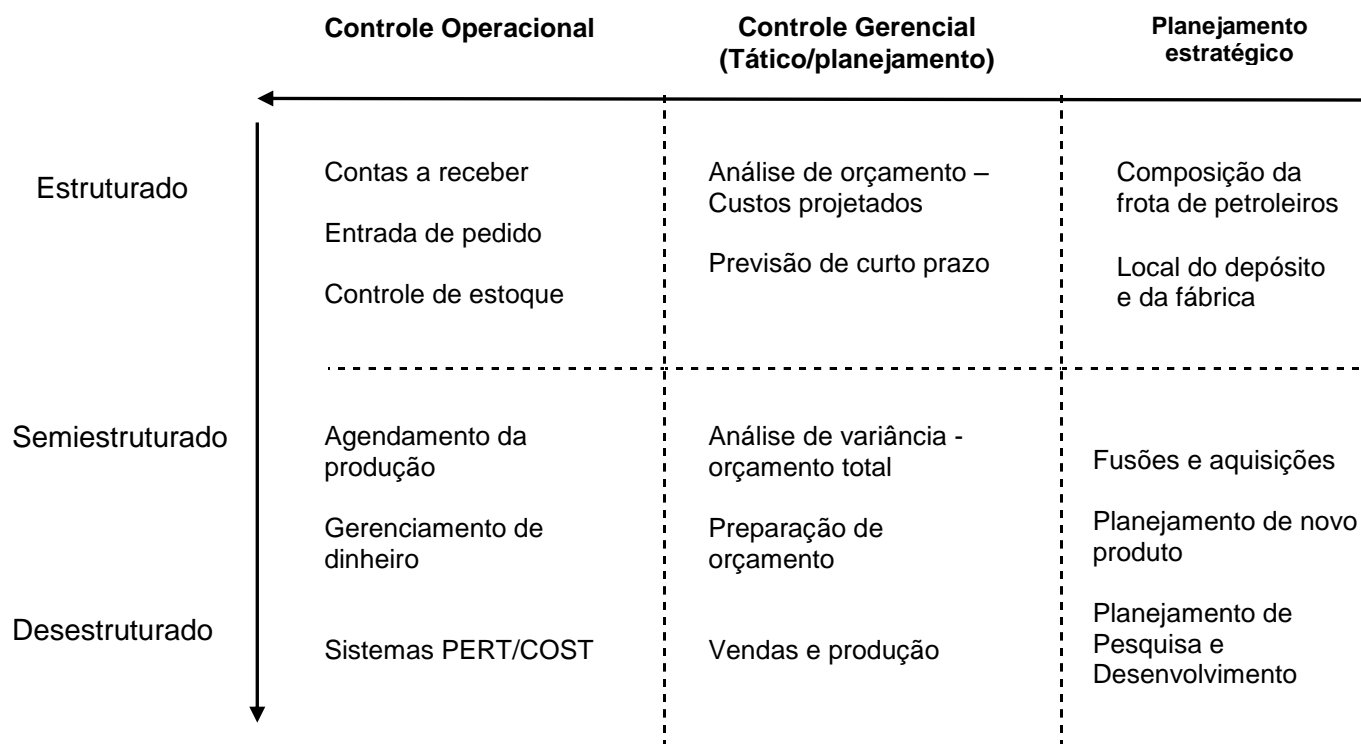 Controle Operacional
Controle Gerencial
(Tático/planejamento)
Planejamento
estratégico
Estruturado
Contas a receber
Entrada de pedido
Controle de estoque
Análise de orçamento –
Custos projetados
Previsão de curto prazo
Composição da
frota de petroleiros
Local do depósito
e da fábrica
Semiestruturado
Agendamento da
produção
Gerenciamento de
dinheiro
Análise de variância -
orçamento total
Preparação de
orçamento
Fusões e aquisições
Planejamento de novo
produto
Desestruturado
Sistemas PERT/COST
Vendas e produção
Planejamento de
Pesquisa e
Desenvolvimento